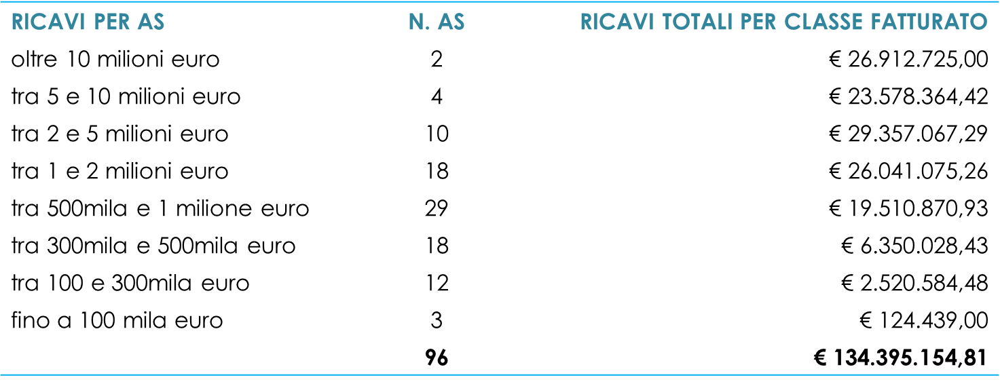 RICAVI PER AS N. AS RICAVI TOTALI PER CLASSE FATTURATO
oltre 10 milioni euro 2 € 26.912.725,00
tra 5 e 10 milioni euro 4 € 23.578.364,42
tra 2 e 5 milioni euro 10 € 29.357.067,29
tra 1 e 2 milioni euro 18 € 26.041.075,26
tra 500mila e 1 milione euro 29 € 19.510.870,93
tra 300mila e 500mila euro 18 € 6.350.028,43
tra 100 e 300mila euro 12 € 2.520.584,48
fino a 100 mila euro 3 € 124.439,00
96 € 134.395.154,81